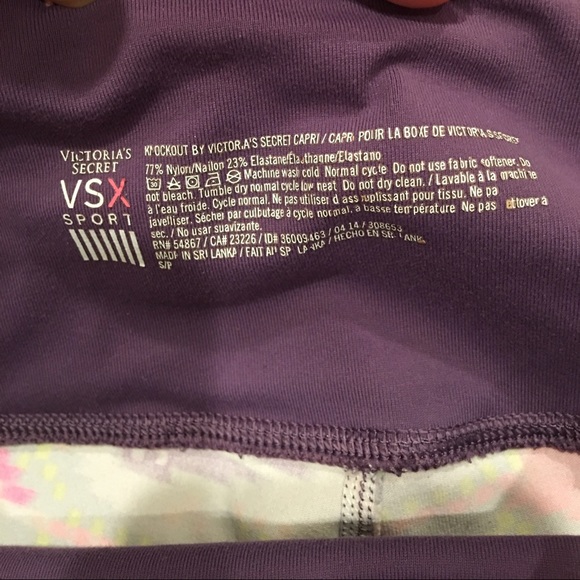 VICTORIA'S
SECRET
VSX
SPORT
KNOCKOUT BY VICTORIA'S SECRET CAPRI / CAPRI POUR LA BOXE DE VICTORIA'S SECRET
77% Nylon/Nailon 23% Elastane/Élasthanne/Elastano
Machine wash cold. Normal cycle. Do not use fabric softener. Do
not bleach. Tumble dry normal cycle low heat. Do not dry clean. / Lavable à la machine
à l'eau froide. Cycle normal. Ne pas utiliser d'assouplissant pour tissu. Ne pas
javelliser. Sécher par culbutage à cycle normal, à basse température. Ne pas nettoyer à
sec. / No usar suavizante.
RN# 54867 / CA# 23226 / ID# 36009463 / 04 14 / 308653
MADE IN SRI LANKA / FAIT AU SRI LANKA / HECHO EN SRI LANKA
S/P